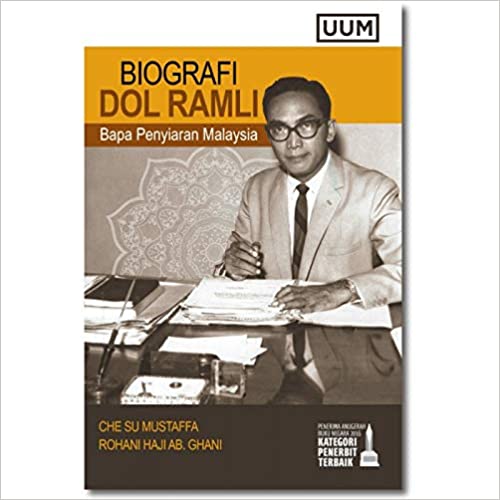 UUM
BIOGRAFI
DOL RAMLI
Bapa Penyiaran Malaysia
CHE SU MUSTAFFA
ROHANI HAJI AB. GHANI
PENERIMA ANUGERAH
BUKU NEGARA 2015
KATEGORI
PENERBIT
TERBAIK